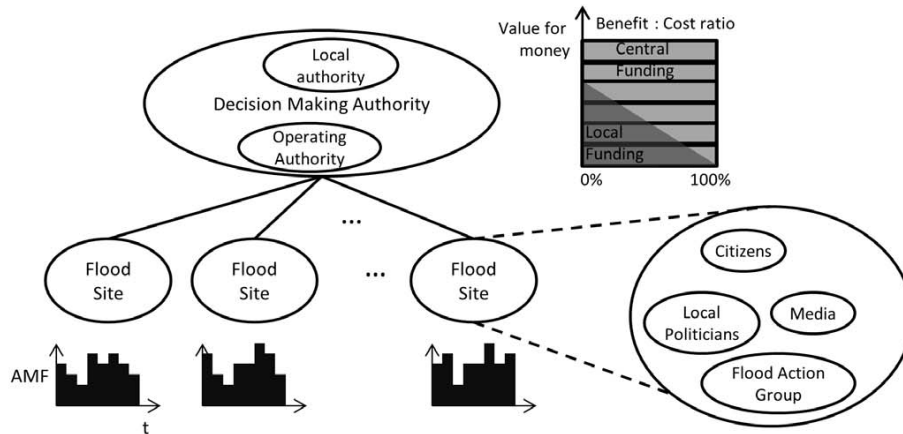 Value for
money
Benefit : Cost ratio
Central
Funding
Local
Funding
0%
100%
Local
authority
Decision Making Authority
Operating
Authority
...
Flood
Site
Flood
Site
...
Flood
Site
Citizens
Local
Politicians
Media
Flood Action
Group
AMF
t